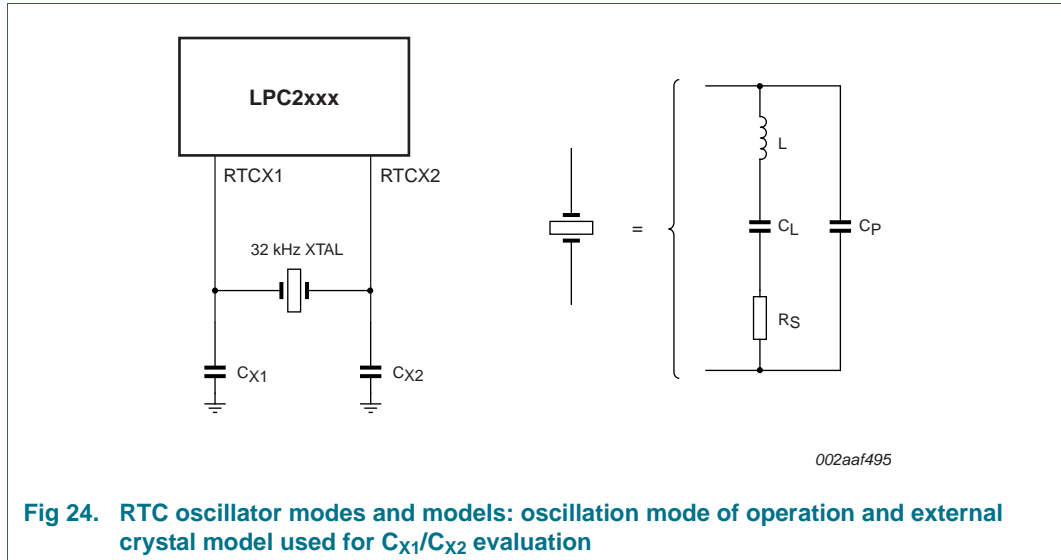 LPC2xxx
RTCX1
RTCX2
32 kHz XTAL
CX1
CX2
=
L
CL
CP
RS
002aaf495
Fig 24. RTC oscillator modes and models: oscillation mode of operation and external
crystal model used for CX1/CX2 evaluation